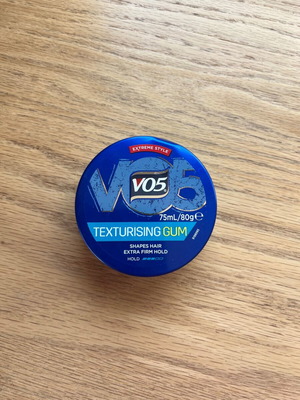 EXTREME STYLE
VO5
VO5
75mL/80g℮
TEXTURISING GUM
SHAPES HAIR
EXTRA FIRM HOLD
HOLD